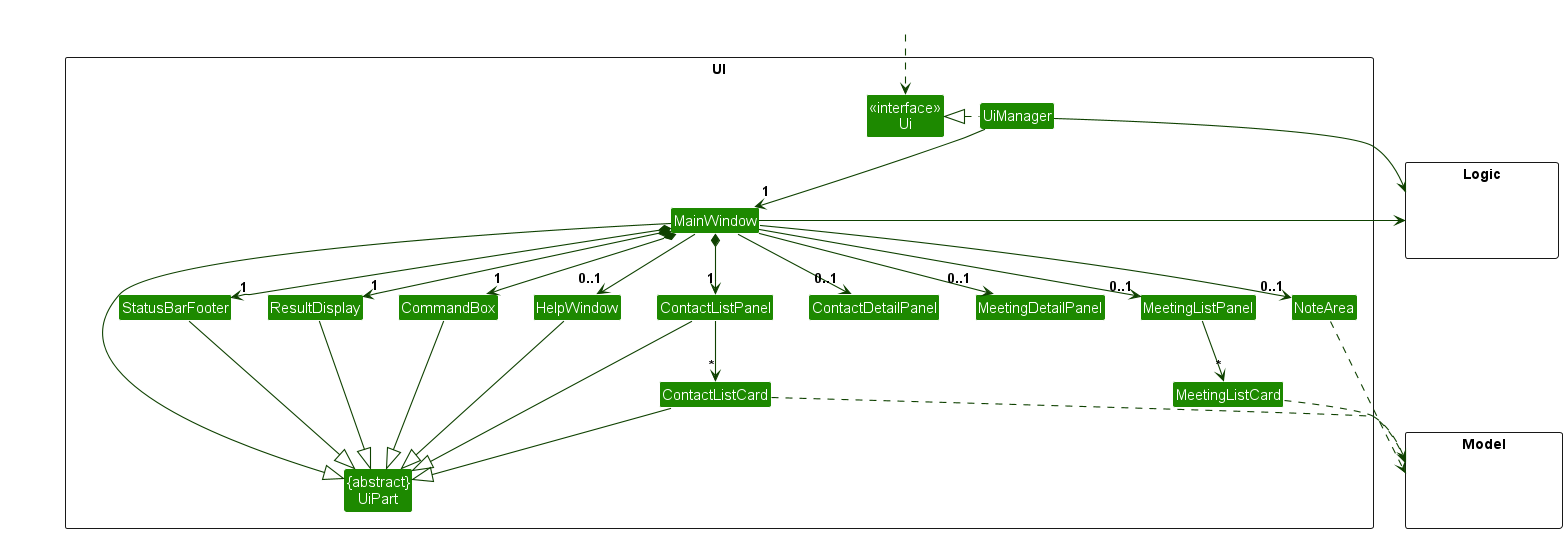 UI
«interface»
Ui
UiManager
Logic
1
MainWindow
1
1
1
0..1
1
0..1
0..1
0..1
0..1
StatusBarFooter
ResultDisplay
CommandBox
HelpWindow
ContactListPanel
ContactDetailPanel
MeetingDetailPanel
MeetingListPanel
NoteArea
*
*
ContactListCard
MeetingListCard
Model
{abstract}
UiPart